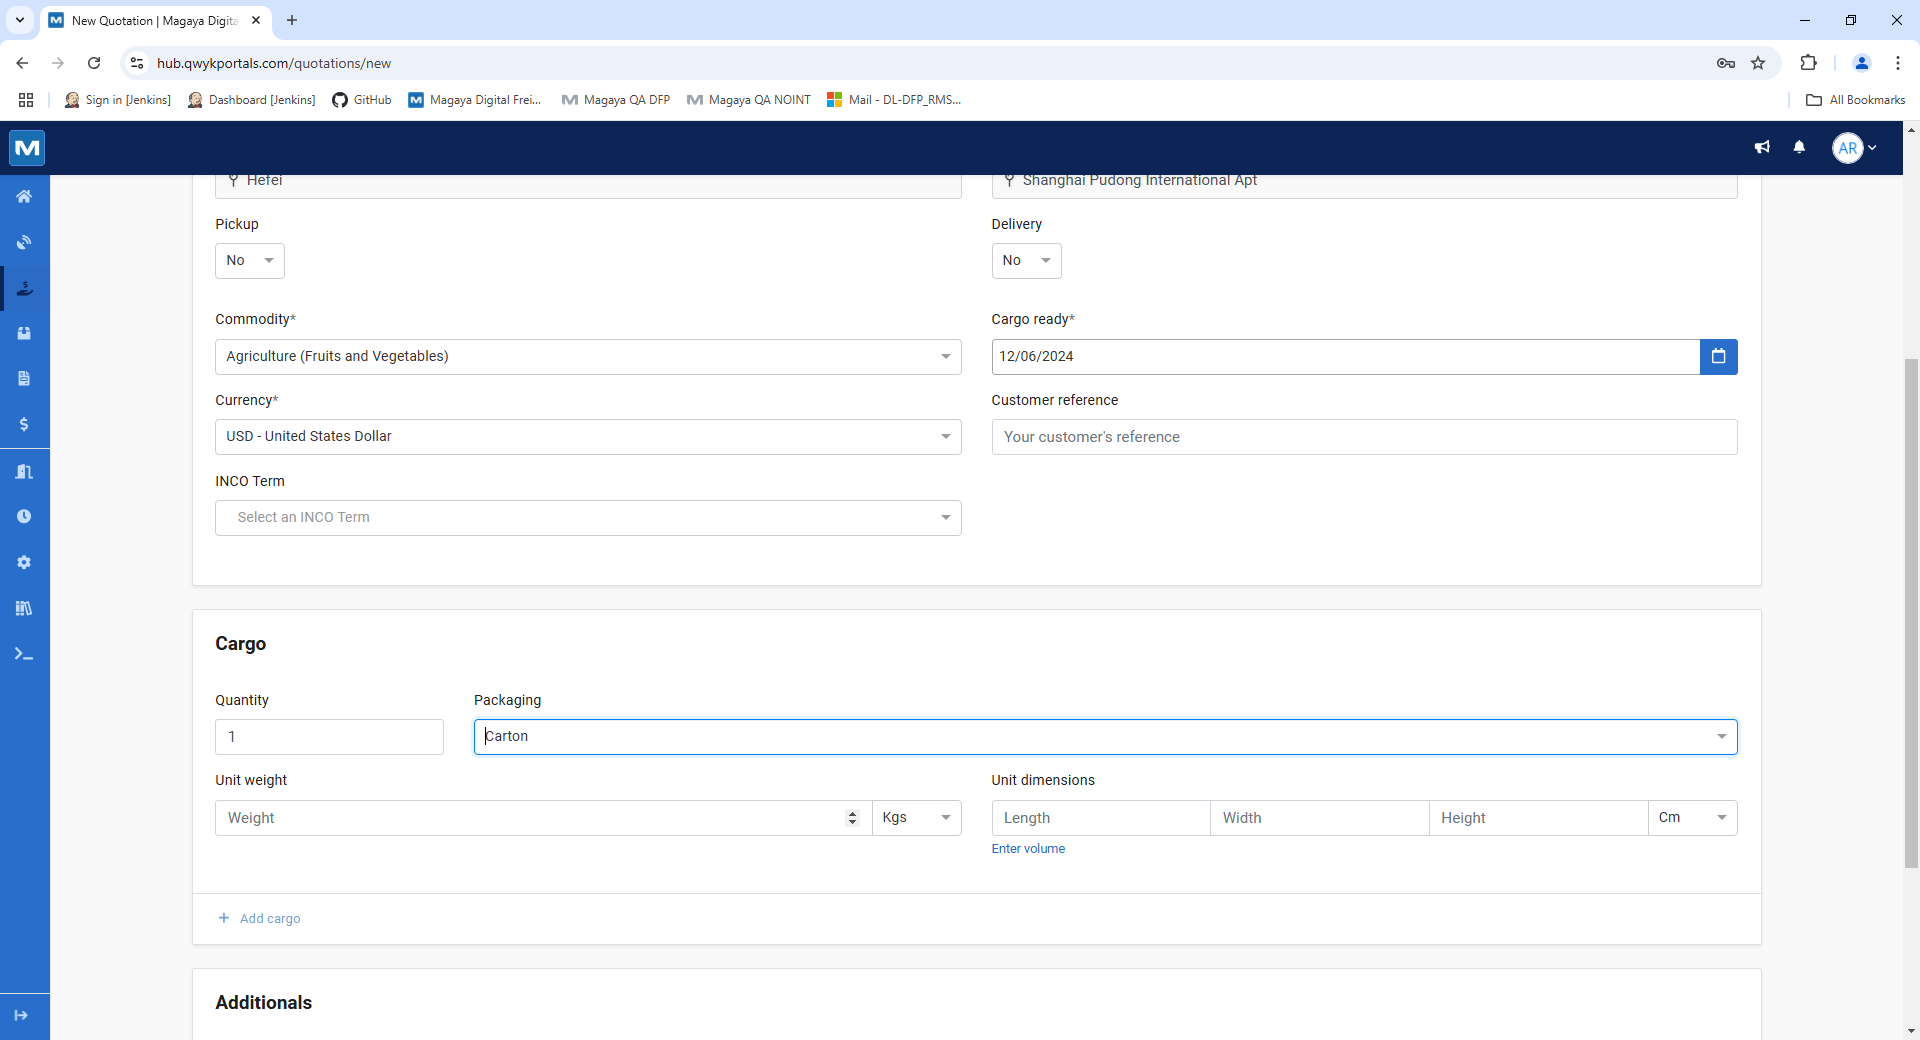 New Quotation | Magaya Digita
hub.qwykportals.com/quotations/new
Sign in [Jenkins]
Dashboard [Jenkins]
GitHub
Magaya Digital Frei...
Magaya QA DFP
Magaya QA NOINT
Mail - DL-DFP_RMS...
All Bookmarks
AR
Hefei
Shanghai Pudong International Apt
Pickup
Delivery
No
No
Commodity*
Cargo ready*
Agriculture (Fruits and Vegetables)
12/06/2024
Currency*
Customer reference
USD - United States Dollar
Your customer's reference
INCO Term
Select an INCO Term
Cargo
Quantity
Packaging
1
Carton
Unit weight
Unit dimensions
Weight
Kgs
Length
Width
Height
Cm
Enter volume
Add cargo
Additionals